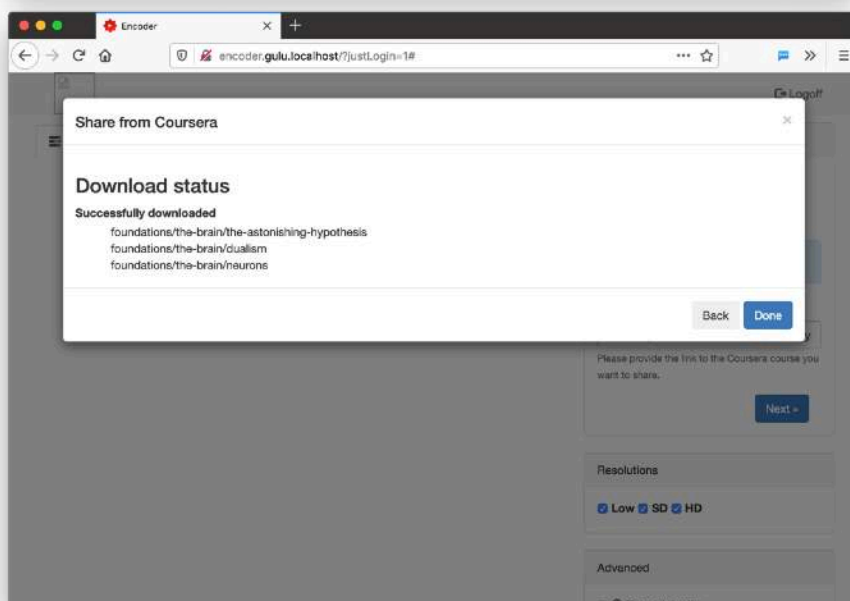 Encoder
encoder.gulu.localhost/?justLogin=1#
Logoff
Share from Coursera
Download status
Successfully downloaded
foundations/the-brain/the-astonishing-hypothesis
foundations/the-brain/dualism
foundations/the-brain/neurons
Back
Done
Please provide the link to the Coursera course you
want to share.
Next »
Resolutions
Low SD HD
Advanced